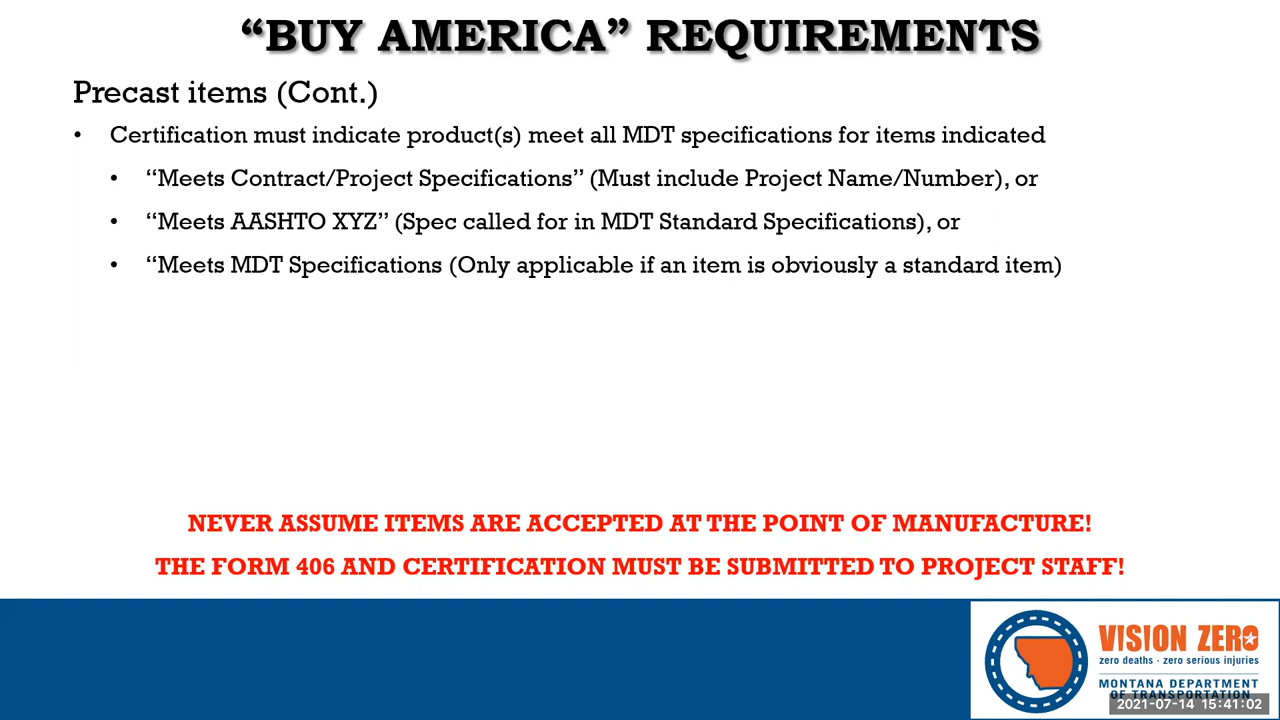 “BUY AMERICA” REQUIREMENTS
Precast items (Cont.)
• Certification must indicate product(s) meet all MDT specifications for items indicated
• “Meets Contract/Project Specifications” (Must include Project Name/Number), or
• “Meets AASHTO XYZ” (Spec called for in MDT Standard Specifications), or
• “Meets MDT Specifications (Only applicable if an item is obviously a standard item)
NEVER ASSUME ITEMS ARE ACCEPTED AT THE POINT OF MANUFACTURE!
THE FORM 406 AND CERTIFICATION MUST BE SUBMITTED TO PROJECT STAFF!
VISION ZERO
zero deaths · zero serious injuries
MONTANA DEPARTMENT
OF TRANSPORTATION
2021-07-14 15:41:02